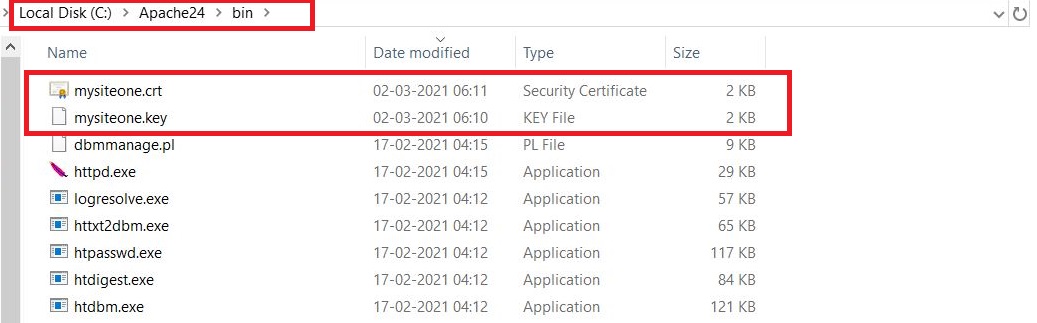 Local Disk (C:) Apache24 bin
Name Date modified Type Size
mysiteone.crt 02-03-2021 06:11 Security Certificate 2 KB
mysiteone.key 02-03-2021 06:10 KEY File 2 KB
dbmmanage.pl 17-02-2021 04:15 PL File 9 KB
httpd.exe 17-02-2021 04:15 Application 29 KB
logresolve.exe 17-02-2021 04:12 Application 57 KB
httxt2dbm.exe 17-02-2021 04:12 Application 65 KB
htpasswd.exe 17-02-2021 04:12 Application 117 KB
htdigest.exe 17-02-2021 04:12 Application 84 KB
htdbm.exe 17-02-2021 04:12 Application 121 KB